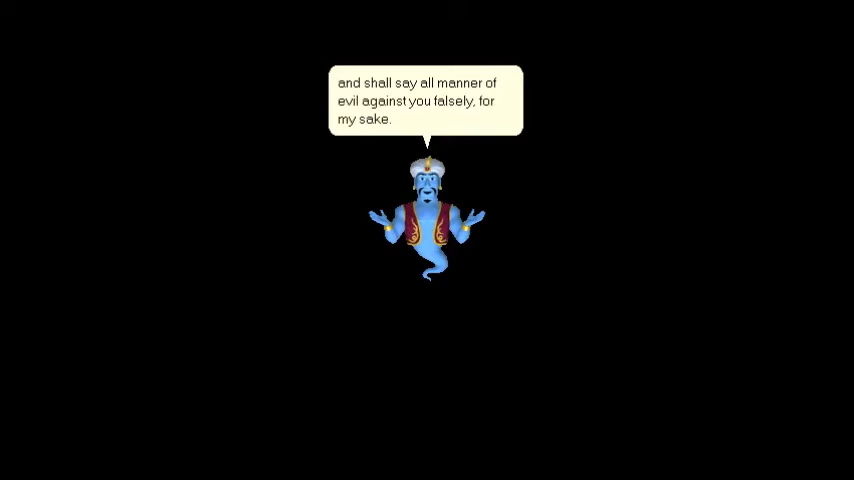 and shall say all manner of
evil against you falsely, for
my sake.